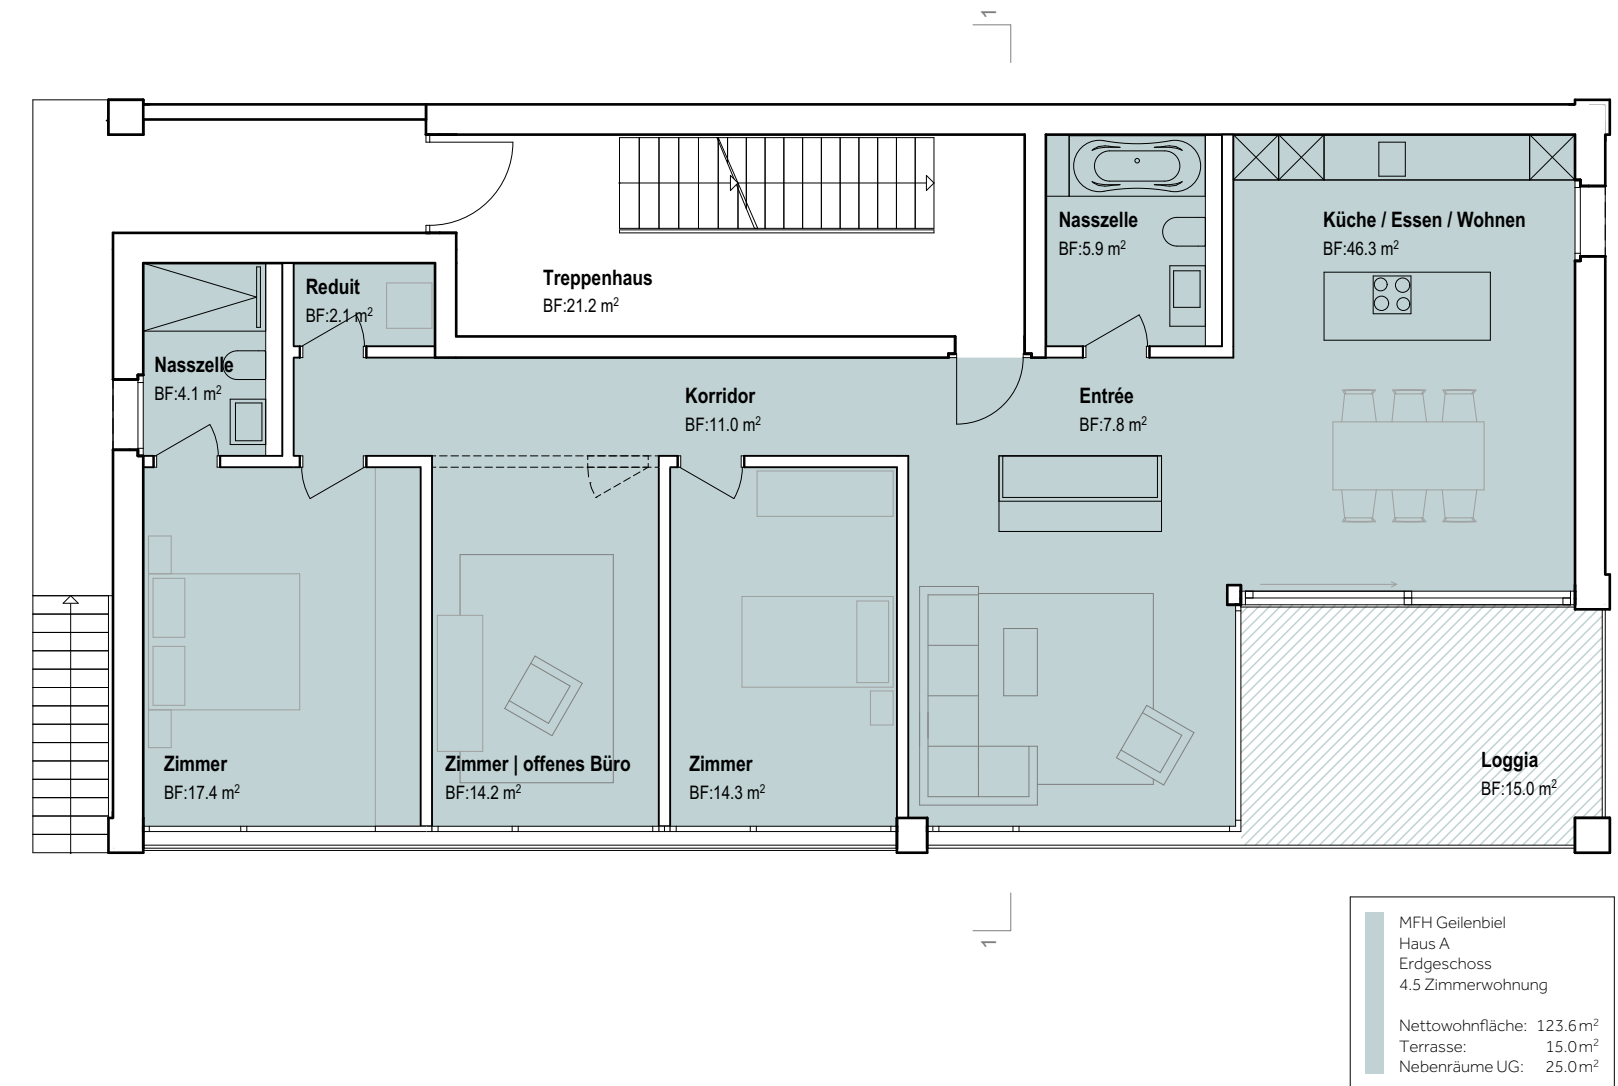 1
Nasszelle
BF:5.9 m²
Küche / Essen / Wohnen
BF:46.3 m²
Treppenhaus
BF:21.2 m²
Reduit
BF:2.1 m²
Nasszelle
BF:4.1 m²
Korridor
BF:11.0 m²
Entrée
BF:7.8 m²
Zimmer
BF:17.4 m²
Zimmer | offenes Büro
BF:14.2 m²
Zimmer
BF:14.3 m²
Loggia
BF:15.0 m²
1
MFH Geilenbiel
Haus A
Erdgeschoss
4.5 Zimmerwohnung
Nettowohnfläche: 123.6 m²
Terrasse: 15.0 m²
Nebenräume UG: 25.0 m²